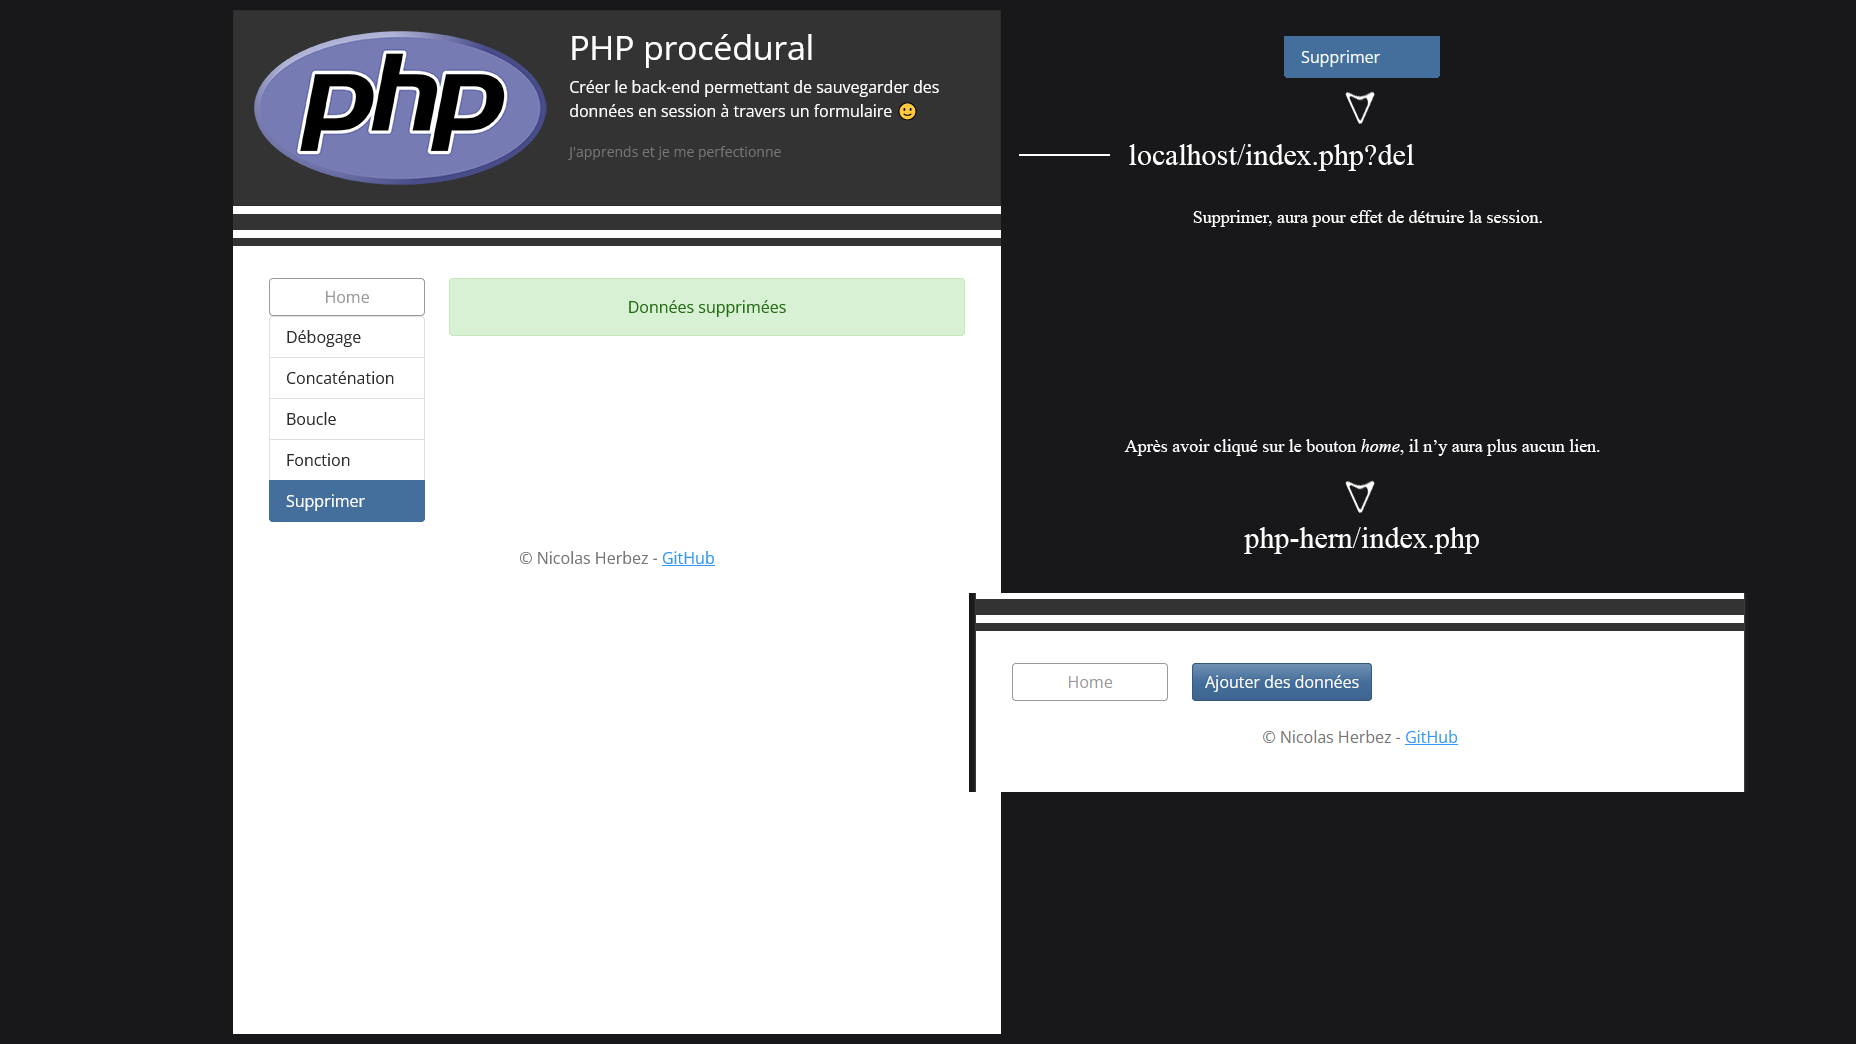 php
PHP procédural
Créer le back-end permettant de sauvegarder des
données en session à travers un formulaire 🙂
J'apprends et je me perfectionne
Home
Débogage
Concaténation
Boucle
Fonction
Supprimer
Données supprimées
© Nicolas Herbez - GitHub
Supprimer
localhost/index.php?del
Supprimer, aura pour effet de détruire la session.
Après avoir cliqué sur le bouton home, il n’y aura plus aucun lien.
php-hern/index.php
Home
Ajouter des données
© Nicolas Herbez - GitHub